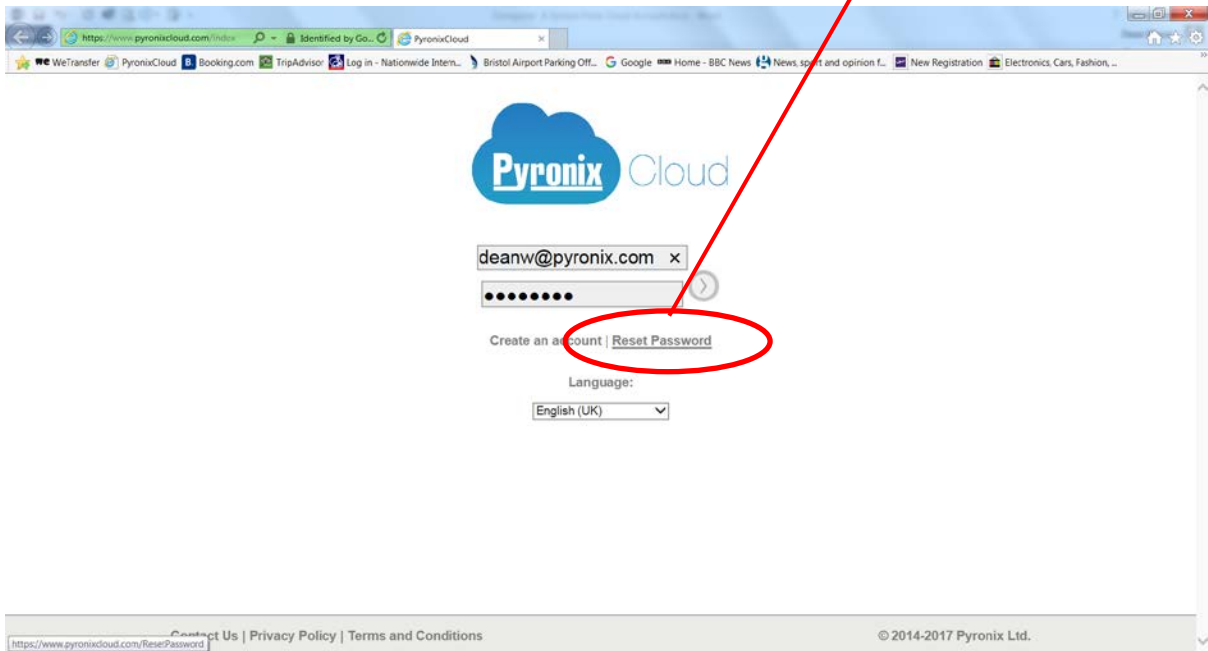 https://www.pyronixcloud.com/index
Identified by Go...
PyronixCloud
WeTransfer PyronixCloud Booking.com TripAdvisor Log in - Nationwide Intern... Bristol Airport Parking Off... Google Home - BBC News News, sport and opinion f... New Registration Electronics, Cars, Fashion, ...
Pyronix Cloud
deanw@pyronix.com ×
Create an account | Reset Password
Language:
English (UK)
Contact Us | Privacy Policy | Terms and Conditions © 2014-2017 Pyronix Ltd.
https://www.pyronixcloud.com/ResetPassword